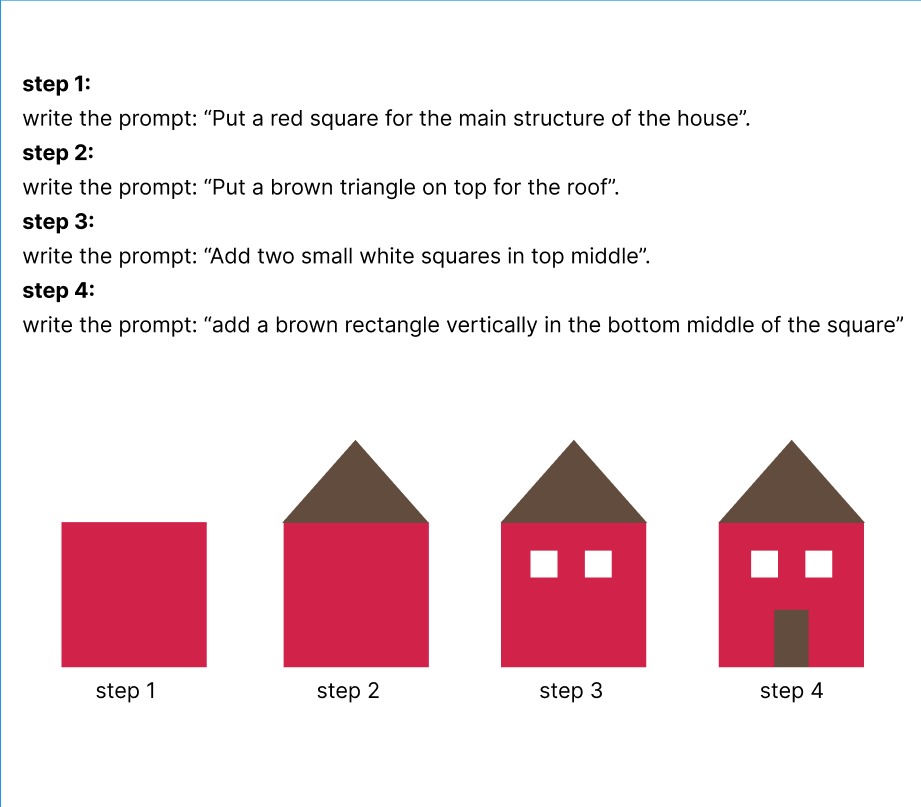 step 1:
write the prompt: “Put a red square for the main structure of the house”.
step 2:
write the prompt: “Put a brown triangle on top for the roof”.
step 3:
write the prompt: “Add two small white squares in top middle”.
step 4:
write the prompt: “add a brown rectangle vertically in the bottom middle of the square”
step 1
step 2
step 3
step 4